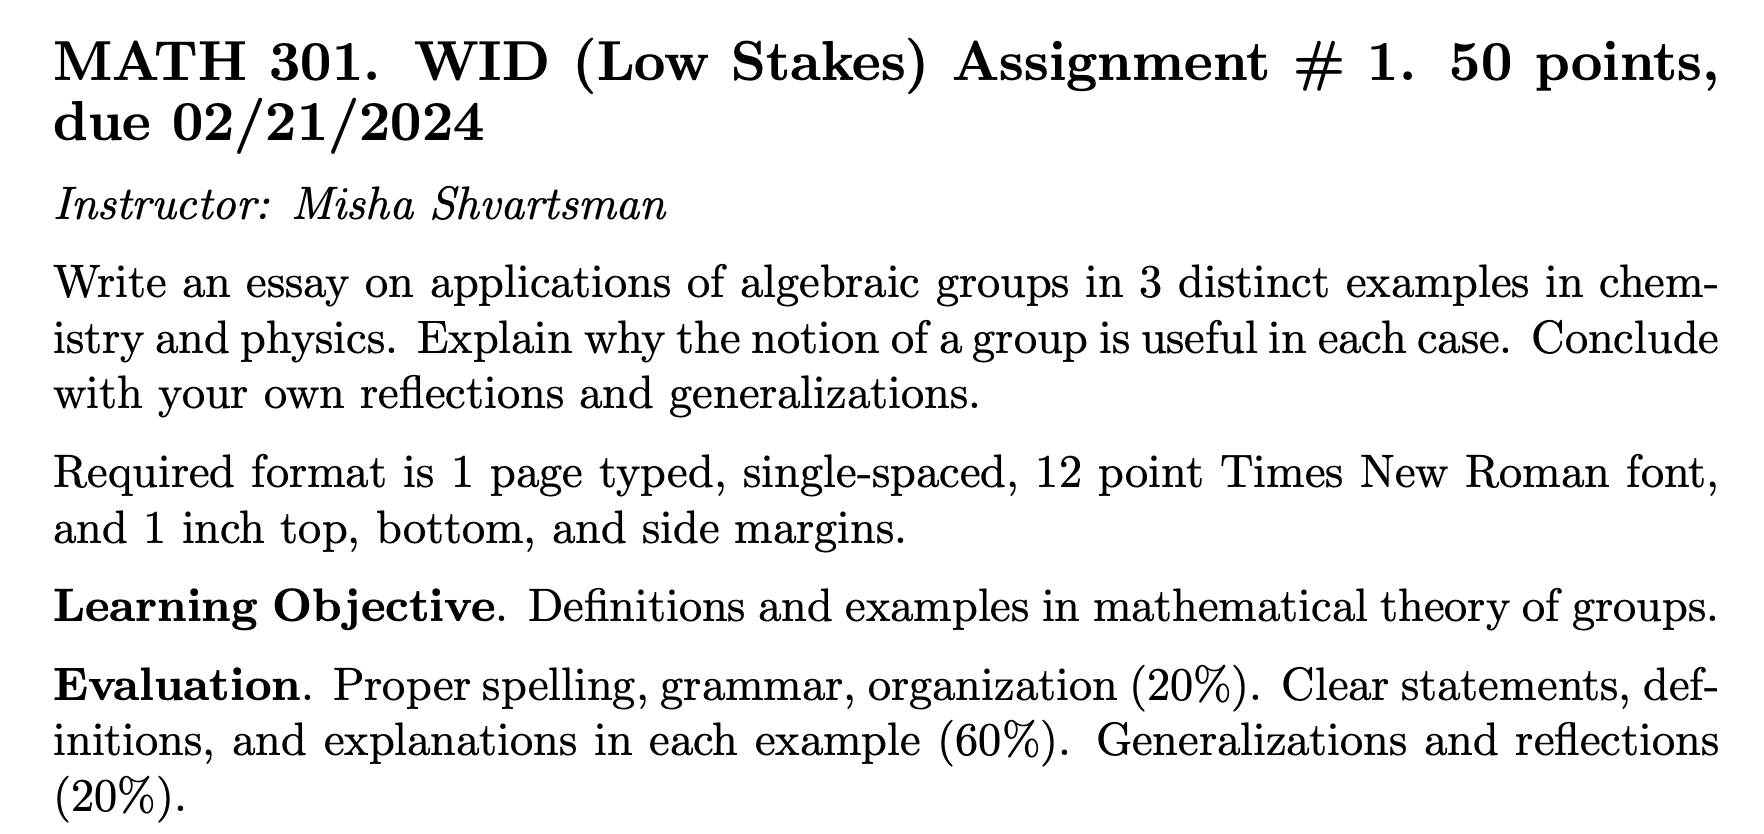 MATH 301. WID (Low Stakes) Assignment # 1. 50 points,
due 02/21/2024
Instructor: Misha Shvartsman
Write an essay on applications of algebraic groups in 3 distinct examples in chem-
istry and physics. Explain why the notion of a group is useful in each case. Conclude
with your own reflections and generalizations.
Required format is 1 page typed, single-spaced, 12 point Times New Roman font,
and 1 inch top, bottom, and side margins.
Learning Objective. Definitions and examples in mathematical theory of groups.
Evaluation. Proper spelling, grammar, organization (20%). Clear statements, def-
initions, and explanations in each example (60%). Generalizations and reflections
(20%).